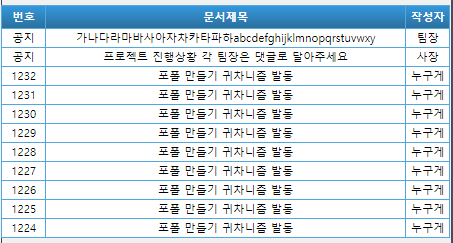 번호 문서제목 작성자
공지 가나다라마바사아자차카타파하abcdefghijklmnopqrstuvwxy 팀장
공지 프로젝트 진행상황 각 팀장은 댓글로 달아주세요 사장
1232 포폴 만들기 귀차니즘 발동 누구게
1231 포폴 만들기 귀차니즘 발동 누구게
1230 포폴 만들기 귀차니즘 발동 누구게
1229 포폴 만들기 귀차니즘 발동 누구게
1228 포폴 만들기 귀차니즘 발동 누구게
1227 포폴 만들기 귀차니즘 발동 누구게
1226 포폴 만들기 귀차니즘 발동 누구게
1225 포폴 만들기 귀차니즘 발동 누구게
1224 포폴 만들기 귀차니즘 발동 누구게